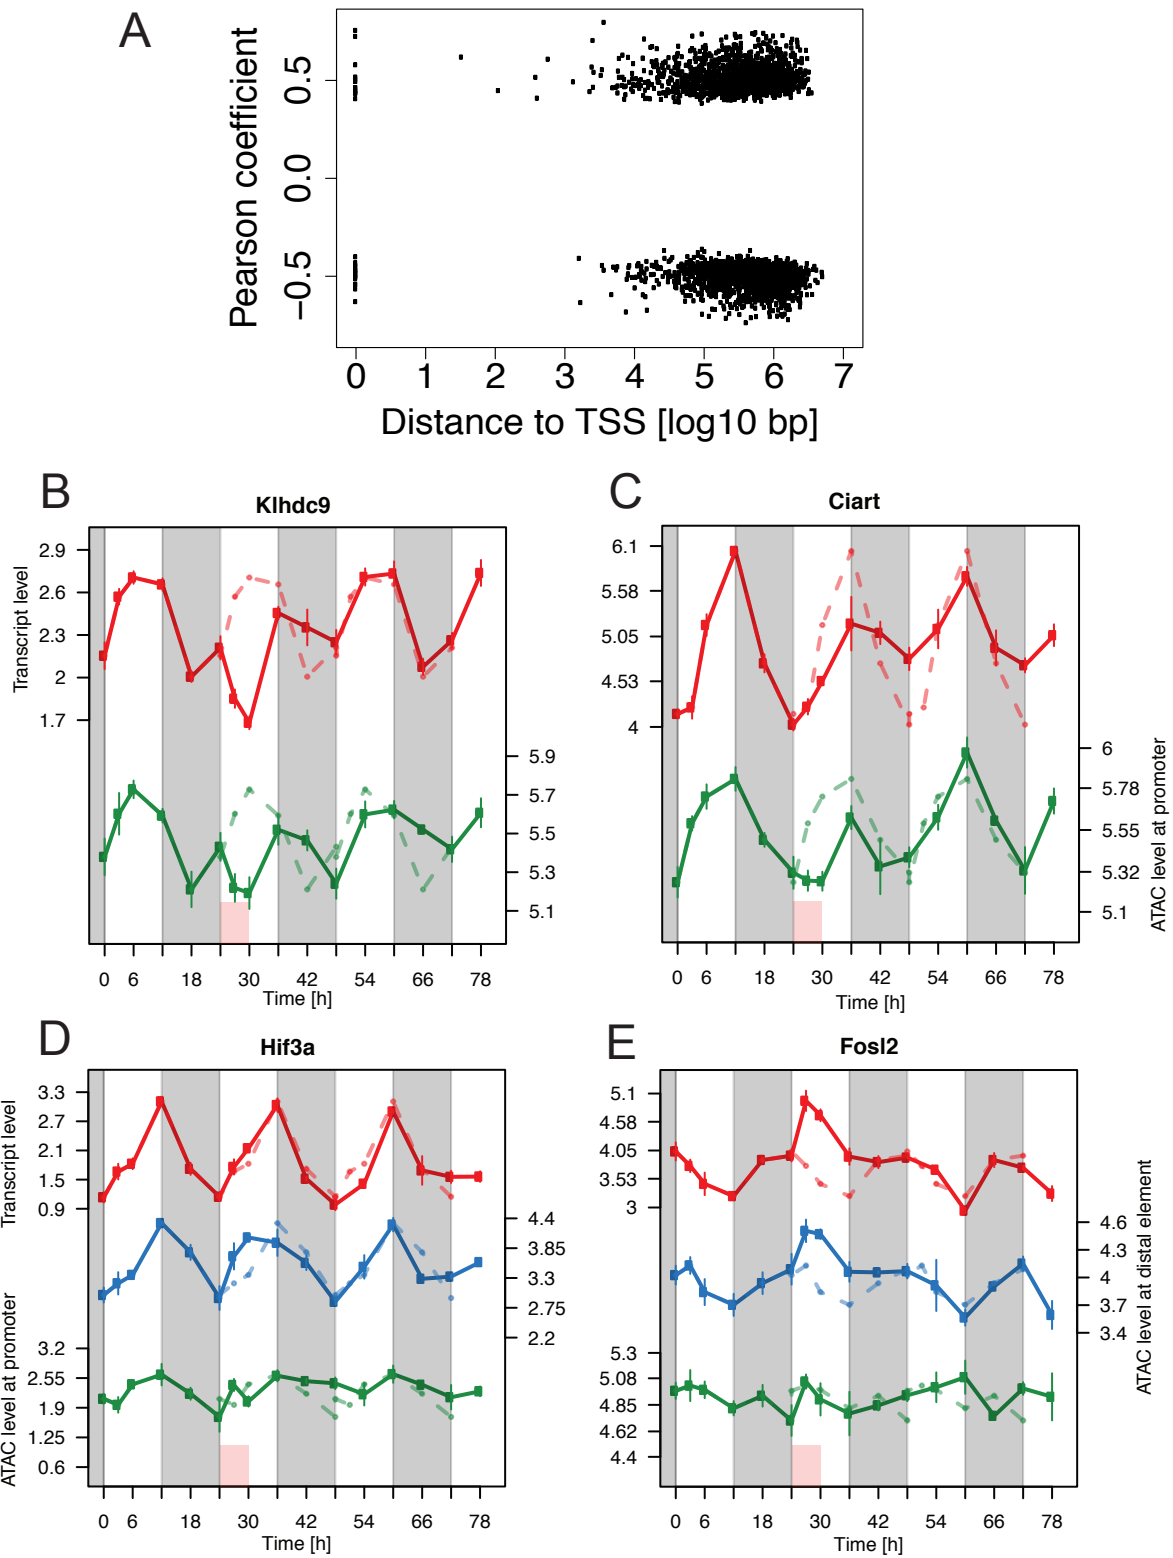 A
Pearson coefficient
0.5
0.0
−0.5
0 1 2 3 4 5 6 7
Distance to TSS [log10 bp]
B
Klhdc9
Transcript level
2.9
2.6
2.3
2
1.7
5.9
5.7
5.5
5.3
5.1
0 6 18 30 42 54 66 78
Time [h]
C
Ciart
6.1
5.58
5.05
4.53
4
6
5.78
5.55
5.32
5.1
ATAC level at promoter
0 6 18 30 42 54 66 78
Time [h]
D
Hif3a
Transcript level
3.3
2.7
2.1
1.5
0.9
4.4
3.85
3.3
2.75
2.2
ATAC level at promoter
3.2
2.55
1.9
1.25
0.6
0 6 18 30 42 54 66 78
Time [h]
E
Fosl2
5.1
4.58
4.05
3.53
3
4.6
4.3
4
3.7
3.4
ATAC level at distal element
5.3
5.08
4.85
4.62
4.4
0 6 18 30 42 54 66 78
Time [h]